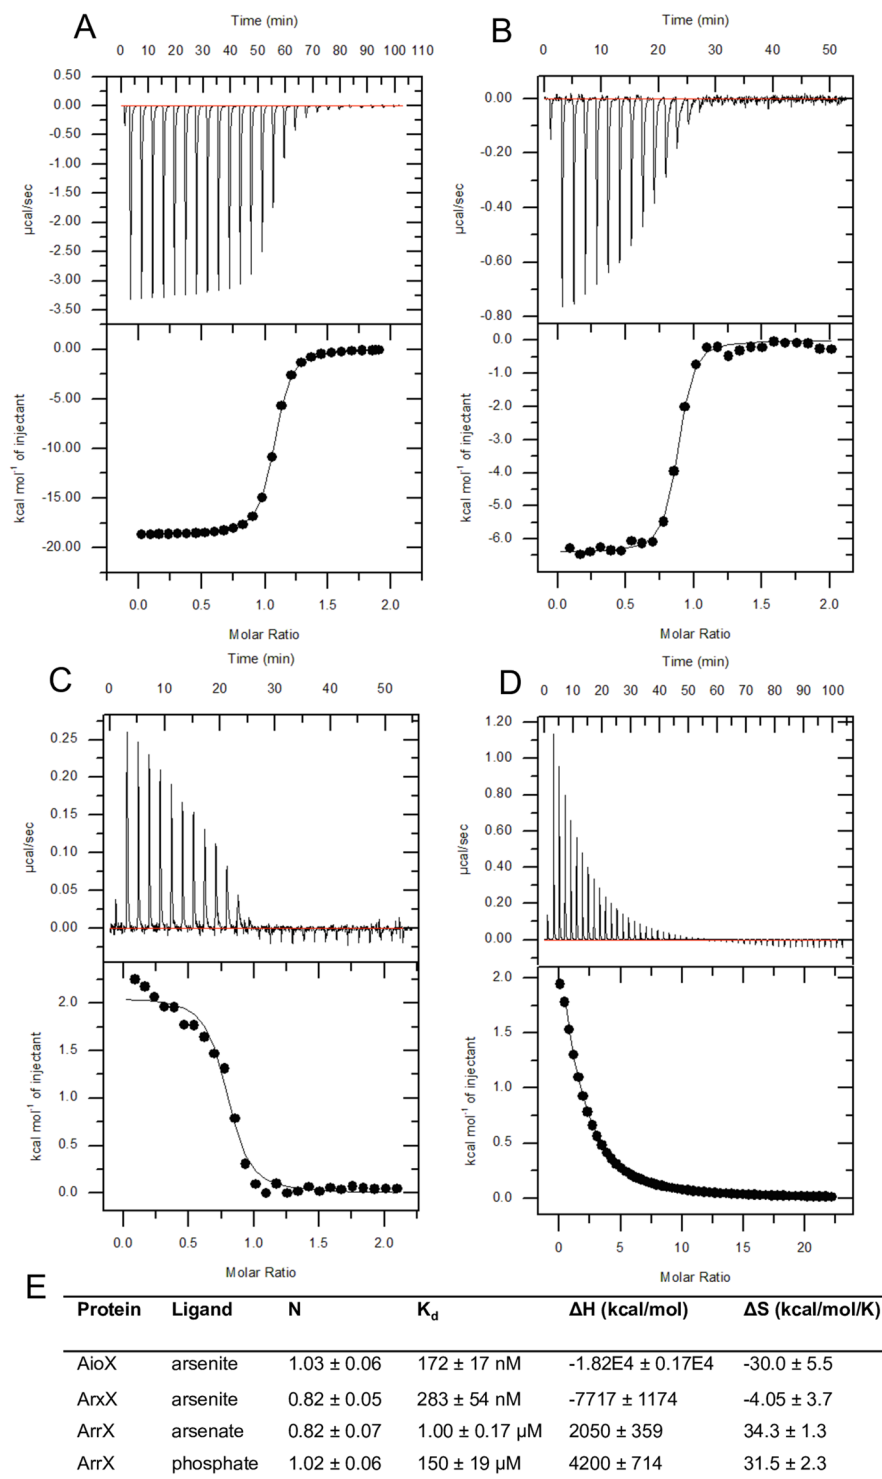 A
Time (min)
0 10 20 30 40 50 60 70 80 90 100 110
0.50
0.00
-0.50
-1.00
-1.50
-2.00
-2.50
-3.00
-3.50
µcal/sec
0.00
-5.00
-10.00
-15.00
-20.00
kcal mol⁻¹ of injectant
0.0 0.5 1.0 1.5 2.0
Molar Ratio
B
Time (min)
0 10 20 30 40 50
0.00
-0.20
-0.40
-0.60
-0.80
µcal/sec
0.0
-1.0
-2.0
-3.0
-4.0
-5.0
-6.0
kcal mol⁻¹ of injectant
0.0 0.5 1.0 1.5 2.0
Molar Ratio
C
Time (min)
0 10 20 30 40 50
0.25
0.20
0.15
0.10
0.05
0.00
µcal/sec
2.0
1.5
1.0
0.5
0.0
kcal mol⁻¹ of injectant
0.0 0.5 1.0 1.5 2.0
Molar Ratio
D
Time (min)
0 10 20 30 40 50 60 70 80 90 100
1.20
1.00
0.80
0.60
0.40
0.20
0.00
µcal/sec
2.0
1.5
1.0
0.5
0.0
kcal mol⁻¹ of injectant
0 5 10 15 20
Molar Ratio
E
Protein Ligand N K_d ΔH (kcal/mol) ΔS (kcal/mol/K)
AioX arsenite 1.03 ± 0.06 172 ± 17 nM -1.82E4 ± 0.17E4 -30.0 ± 5.5
ArxX arsenite 0.82 ± 0.05 283 ± 54 nM -7717 ± 1174 -4.05 ± 3.7
ArrX arsenate 0.82 ± 0.07 1.00 ± 0.17 µM 2050 ± 359 34.3 ± 1.3
ArrX phosphate 1.02 ± 0.06 150 ± 19 µM 4200 ± 714 31.5 ± 2.3